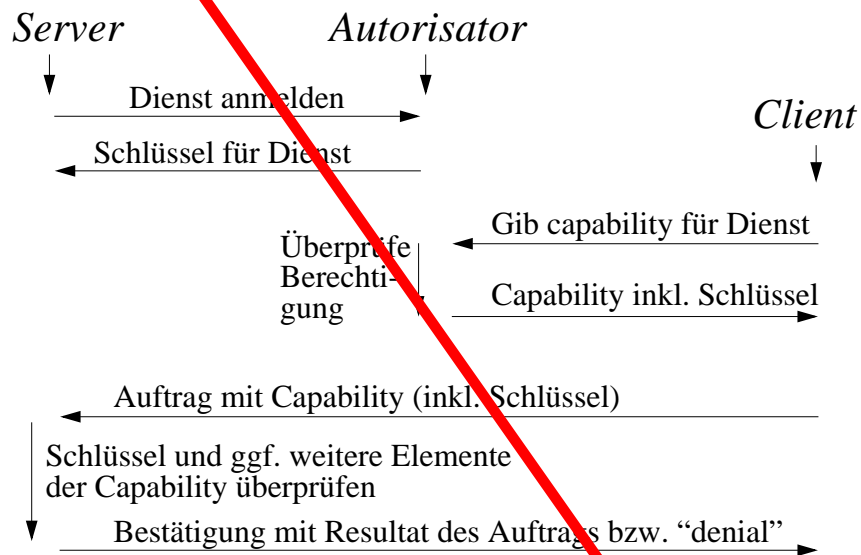 Server
Autorisator
Dienst anmelden
Client
Schlüssel für Dienst
Gib capability für Dienst
Überprüfe
Berechti-
gung
Capability inkl. Schlüssel
Auftrag mit Capability (inkl. Schlüssel)
Schlüssel und ggf. weitere Elemente
der Capability überprüfen
Bestätigung mit Resultat des Auftrags bzw. “denial”